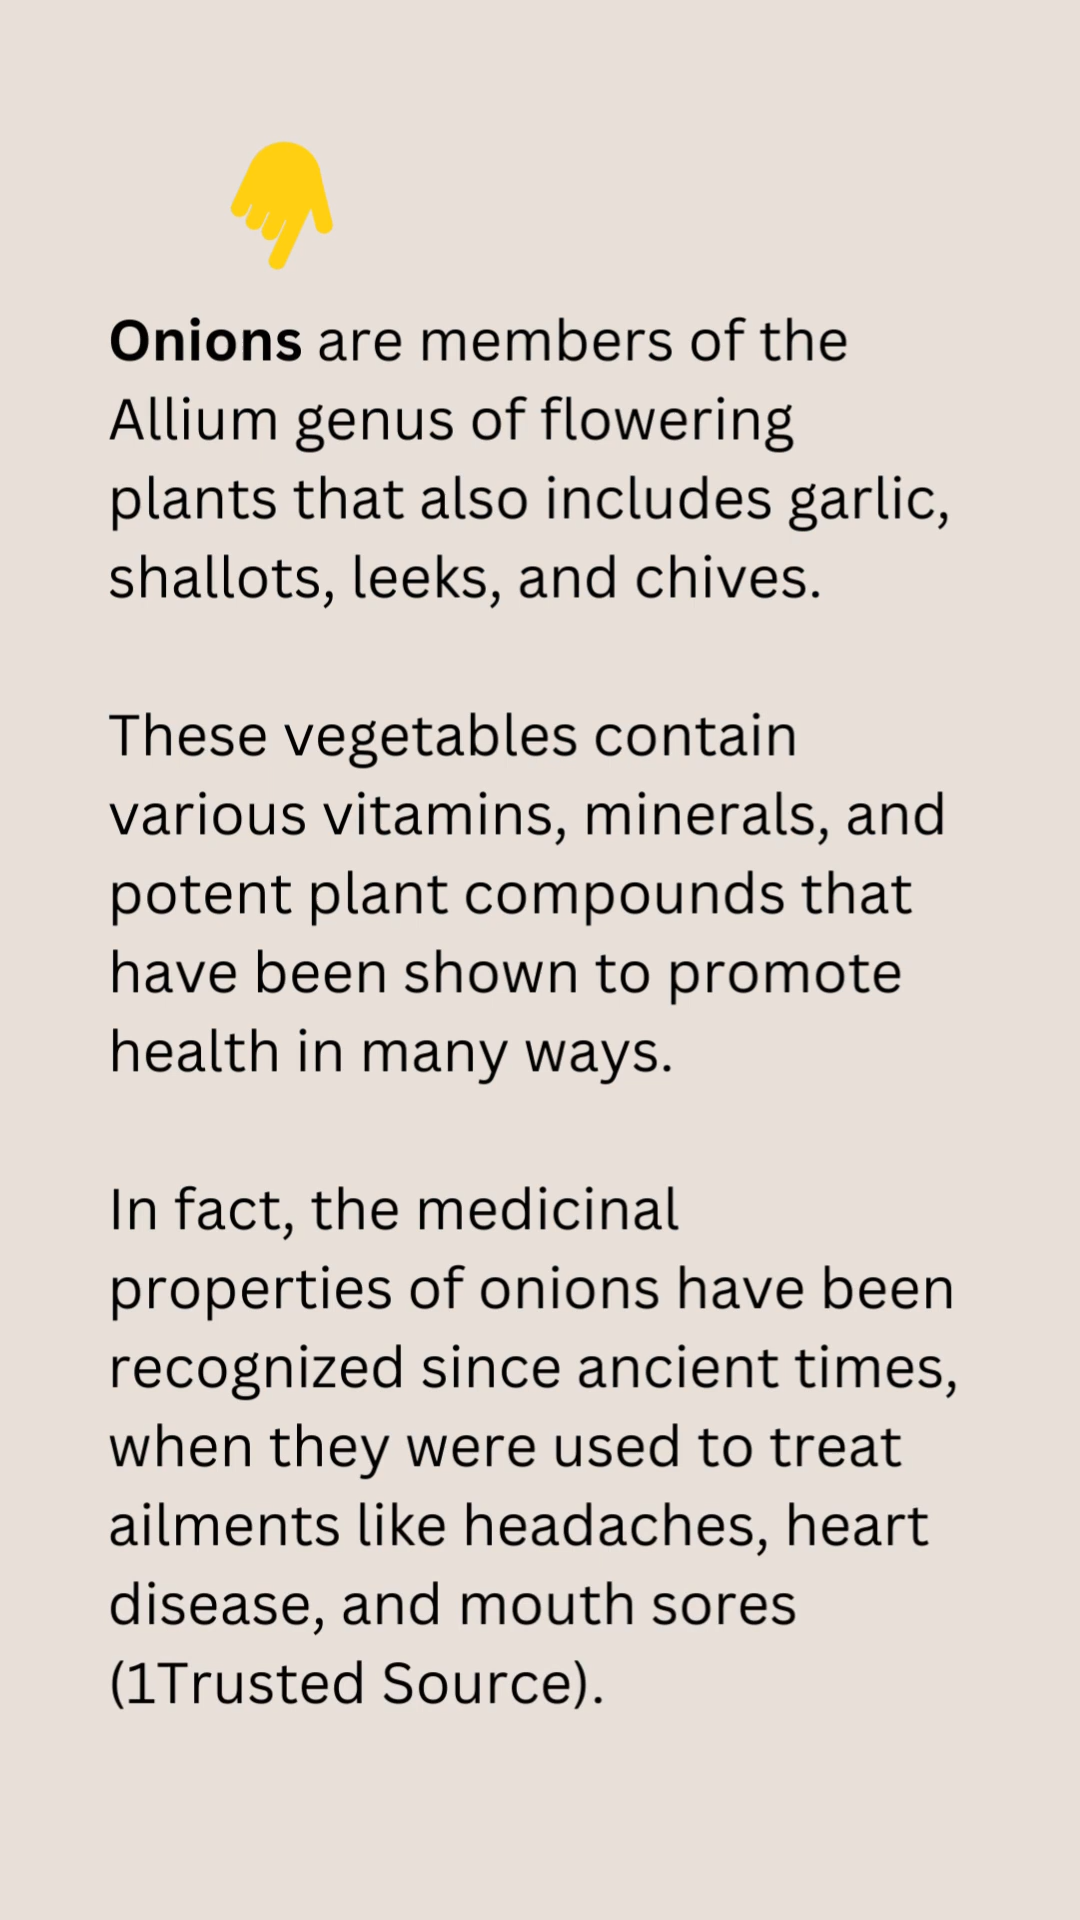 Onions are members of the
Allium genus of flowering
plants that also includes garlic,
shallots, leeks, and chives.
These vegetables contain
various vitamins, minerals, and
potent plant compounds that
have been shown to promote
health in many ways.
In fact, the medicinal
properties of onions have been
recognized since ancient times,
when they were used to treat
ailments like headaches, heart
disease, and mouth sores
(1Trusted Source).